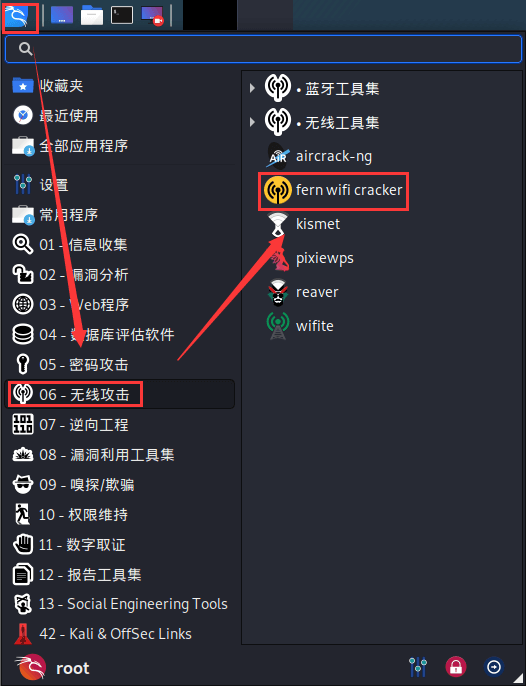 收藏夹
最近使用
全部应用程序
设置
常用程序
01 - 信息收集
02 - 漏洞分析
03 - Web程序
04 - 数据库评估软件
05 - 密码攻击
06 - 无线攻击
07 - 逆向工程
08 - 漏洞利用工具集
09 - 嗅探/欺骗
10 - 权限维持
11 - 数字取证
12 - 报告工具集
13 - Social Engineering Tools
42 - Kali & OffSec Links
root
• 蓝牙工具集
• 无线工具集
aircrack-ng
fern wifi cracker
kismet
pixiewps
reaver
wifite